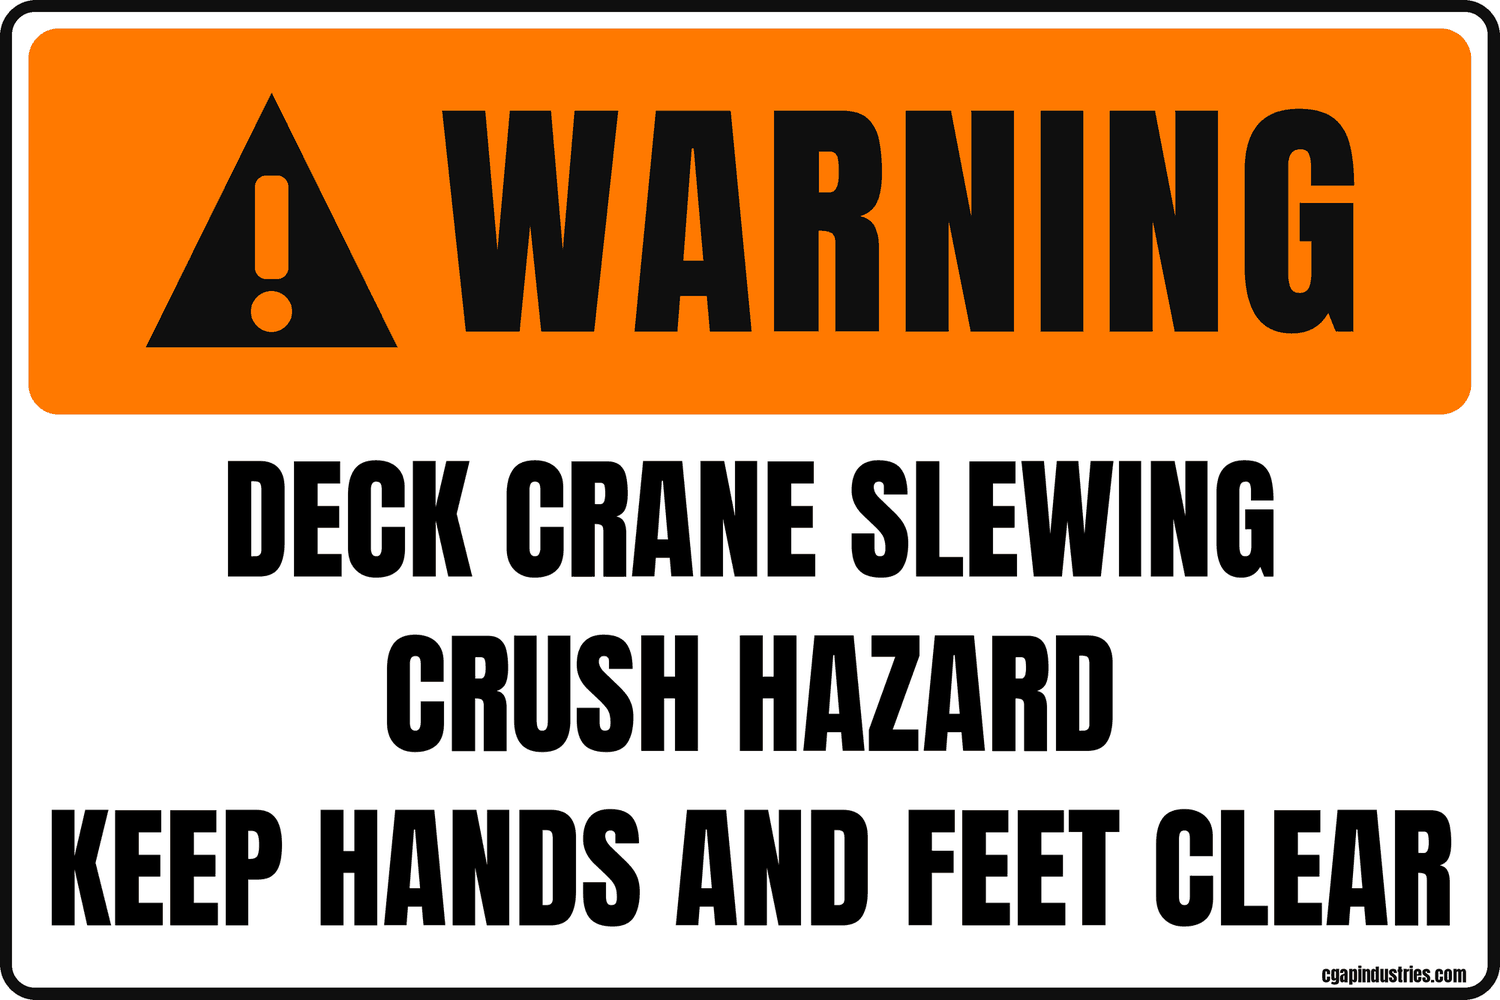 WARNING
DECK CRANE SLEWING
CRUSH HAZARD
KEEP HANDS AND FEET CLEAR
cgapindustries.com